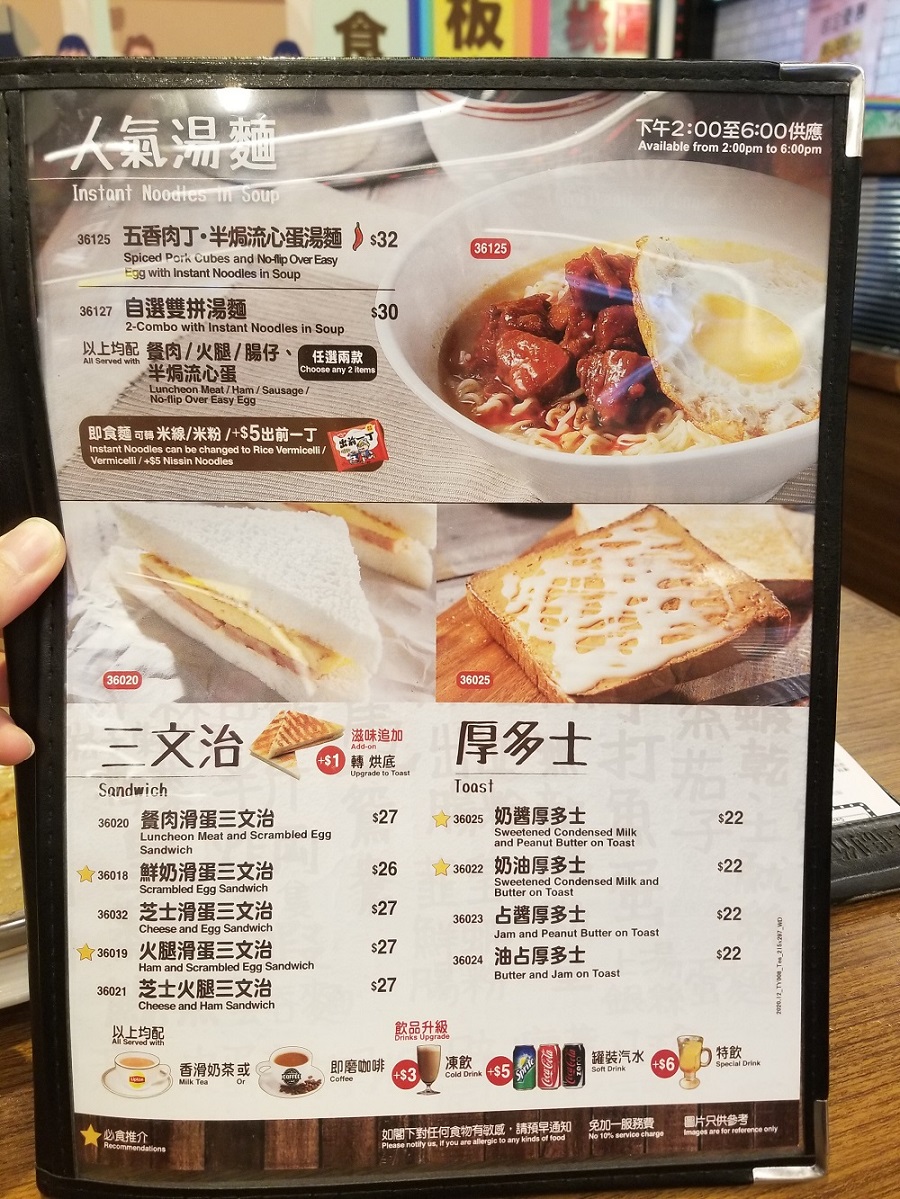 食
板
桃
人氣湯麵
Instant Noodles in Soup
下午2:00至6:00供應
Available from 2:00pm to 6:00pm
36125 五香肉丁·半焗流心蛋湯麵 $32
Spiced Pork Cubes and No-flip Over Easy
Egg with Instant Noodles in Soup
36125
36127 自選雙拼湯麵 $30
2-Combo with Instant Noodles in Soup
以上均配 餐肉/火腿/腸仔、
All Served with 半焗流心蛋
Luncheon Meat / Ham / Sausage /
No-flip Over Easy Egg
任選兩款
Choose any 2 items
即食麵可轉米線/米粉/+$5出前一丁
Instant Noodles can be changed to Rice Vermicelli /
Vermicelli / +$5 Nissin Noodles
出前一丁
36020
36025
三文治
Sandwich
滋味追加
Add-on
+$1 轉 烘底
Upgrade to Toast
36020 餐肉滑蛋三文治 $27
Luncheon Meat and Scrambled Egg
Sandwich
36018 鮮奶滑蛋三文治 $26
Scrambled Egg Sandwich
36032 芝士滑蛋三文治 $27
Cheese and Egg Sandwich
36019 火腿滑蛋三文治 $27
Ham and Scrambled Egg Sandwich
36021 芝士火腿三文治 $27
Cheese and Ham Sandwich
厚多士
Toast
36025 奶醬厚多士 $22
Sweetened Condensed Milk
and Peanut Butter on Toast
36022 奶油厚多士 $22
Sweetened Condensed Milk and
Butter on Toast
36023 占醬厚多士 $22
Jam and Peanut Butter on Toast
36024 油占厚多士 $22
Butter and Jam on Toast
以上均配
All Served with
Lipton
香滑奶茶或
Milk Tea Or
COFFEE
即磨咖啡
Coffee
飲品升級
Drinks Upgrade
+$3 凍飲
Cold Drink
+$5 Sprite Coca-Cola Coca-Cola zero 罐裝汽水
Soft Drink
+$6 特飲
Special Drink
必食推介
Recommendations
如閣下對任何食物有敏感，請預早通知
Please notify us, if you are allergic to any kinds of food
免加一服務費
No 10% service charge
圖片只供參考
Images are for reference only